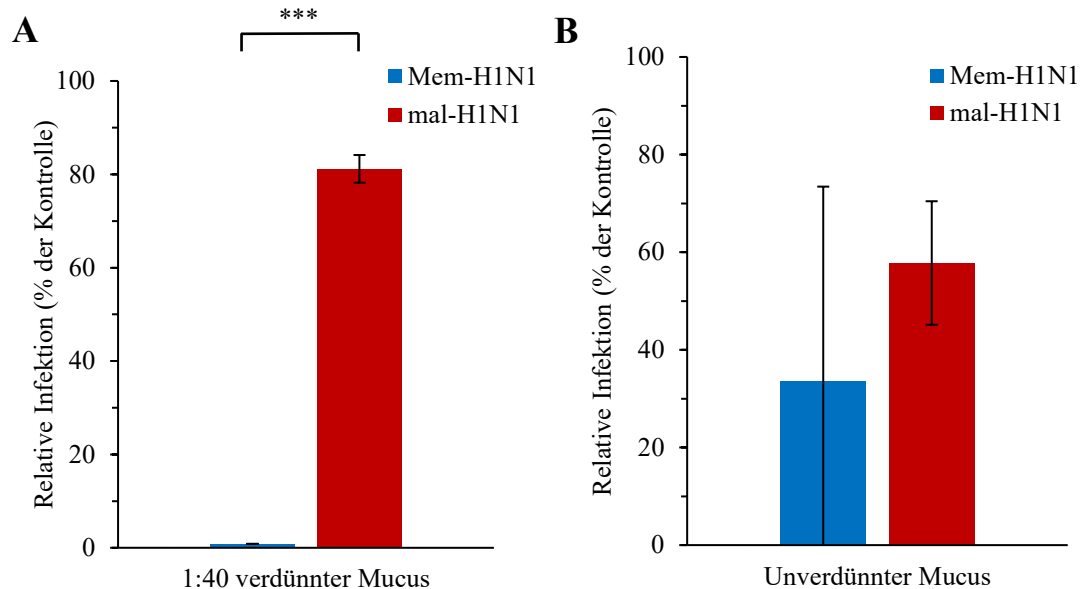 A
***
Mem-H1N1
mal-H1N1
Relative Infektion (% der Kontrolle)
100
80
60
40
20
0
1:40 verdünnter Mucus
B
Mem-H1N1
mal-H1N1
Relative Infektion (% der Kontrolle)
100
80
60
40
20
0
Unverdünnter Mucus